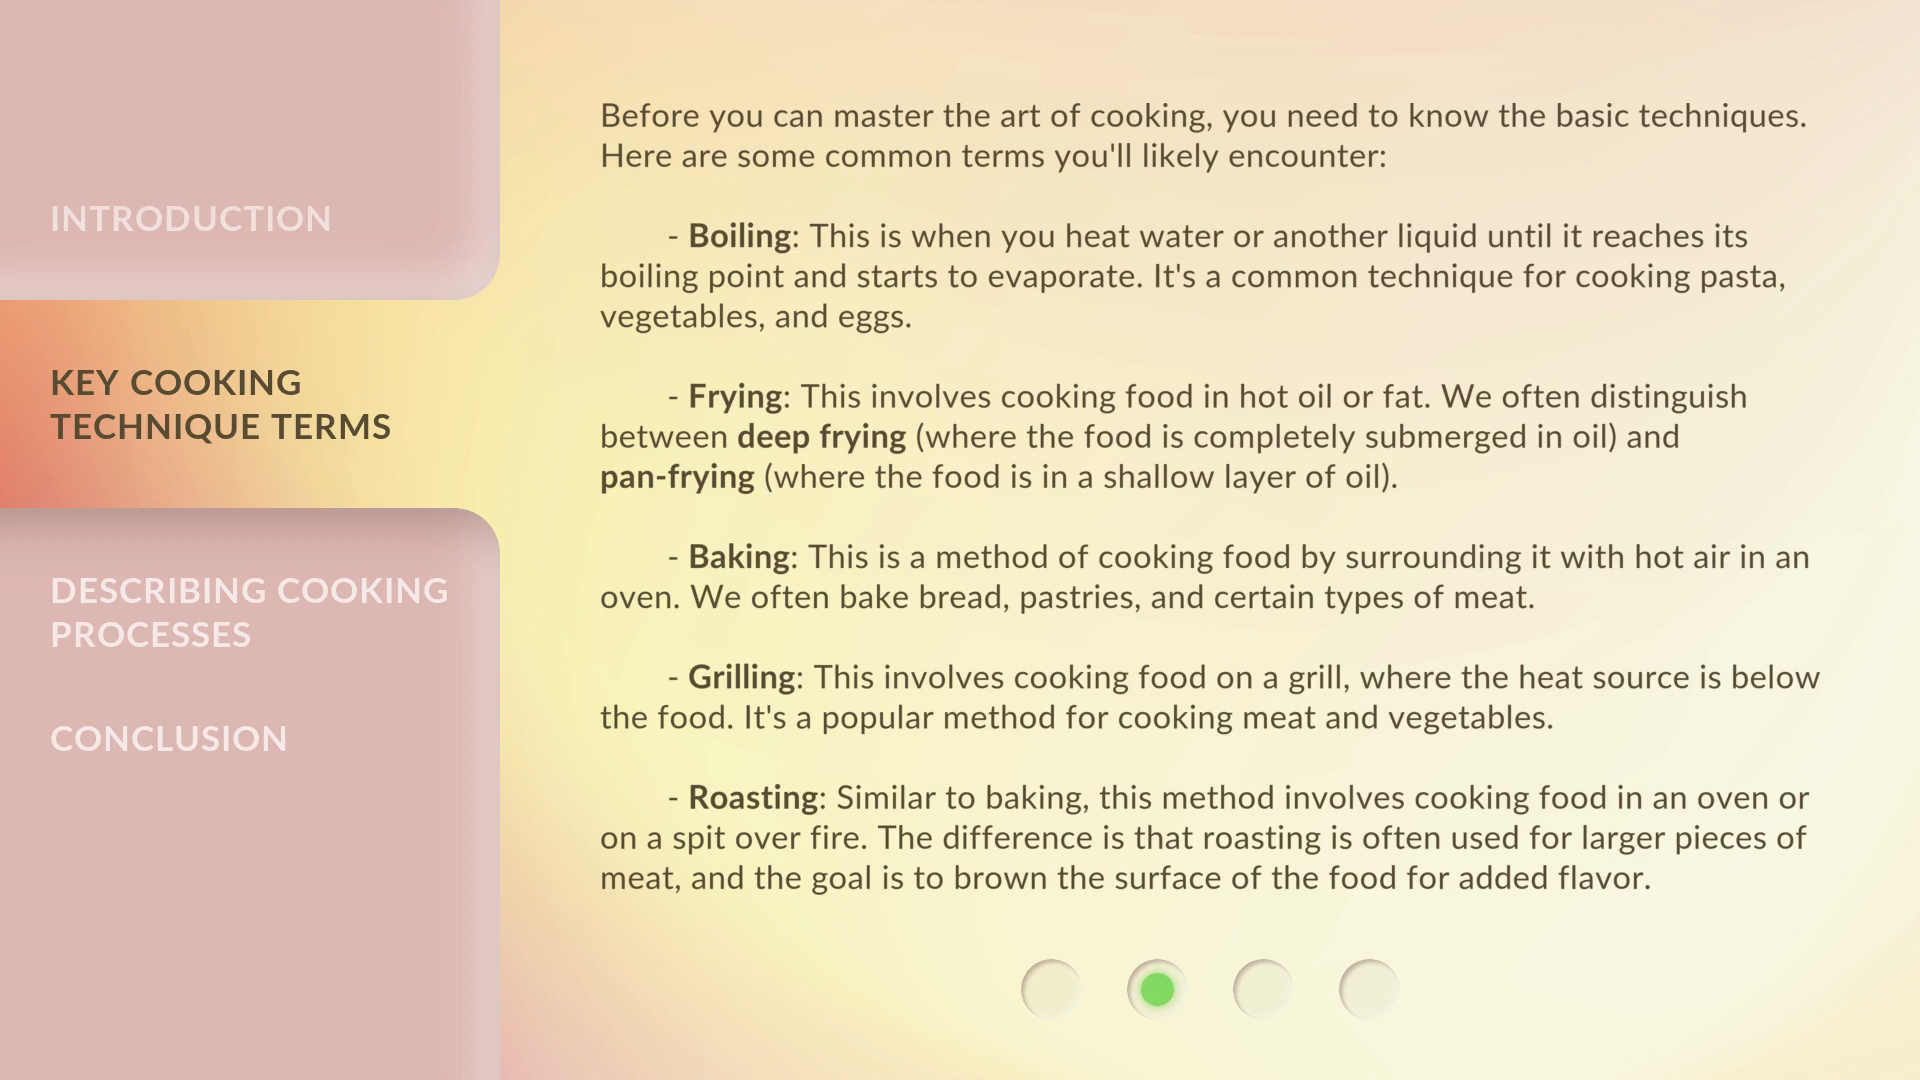 INTRODUCTION
KEY COOKING
TECHNIQUE TERMS
DESCRIBING COOKING
PROCESSES
CONCLUSION
Before you can master the art of cooking, you need to know the basic techniques.
Here are some common terms you'll likely encounter:
- Boiling: This is when you heat water or another liquid until it reaches its
boiling point and starts to evaporate. It's a common technique for cooking pasta,
vegetables, and eggs.
- Frying: This involves cooking food in hot oil or fat. We often distinguish
between deep frying (where the food is completely submerged in oil) and
pan-frying (where the food is in a shallow layer of oil).
- Baking: This is a method of cooking food by surrounding it with hot air in an
oven. We often bake bread, pastries, and certain types of meat.
- Grilling: This involves cooking food on a grill, where the heat source is below
the food. It's a popular method for cooking meat and vegetables.
- Roasting: Similar to baking, this method involves cooking food in an oven or
on a spit over fire. The difference is that roasting is often used for larger pieces of
meat, and the goal is to brown the surface of the food for added flavor.